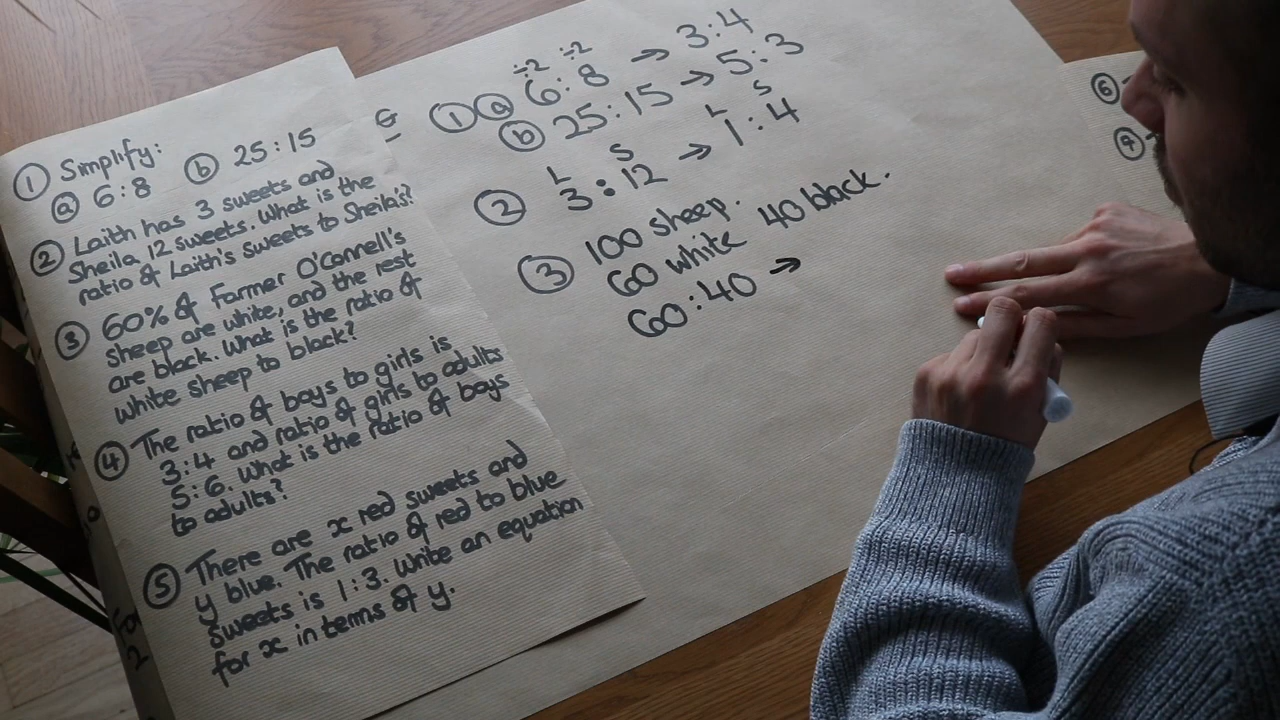 ① Simplify:
ⓐ 6:8 ⓑ 25:15
② Laith has 3 sweets and
Sheila 12 sweets. What is the
ratio of Laith's sweets to Sheila's?
③ 60% of Farmer O'Connell's
sheep are white, and the rest
are black. What is the ratio of
white sheep to black?
④ The ratio of boys to girls is
3:4 and ratio of girls to adults
5:6. What is the ratio of boys
to adults?
⑤ There are x red sweets and
y blue. The ratio of red to blue
sweets is 1:3. Write an equation
for x in terms of y.
÷2 ÷2
① ⓐ 6:8 → 3:4
ⓑ 25:15 → 5:3
L S L S
② 3:12 → 1:4
③ 100 sheep.
60 white 40 black.
60:40 →
⑥